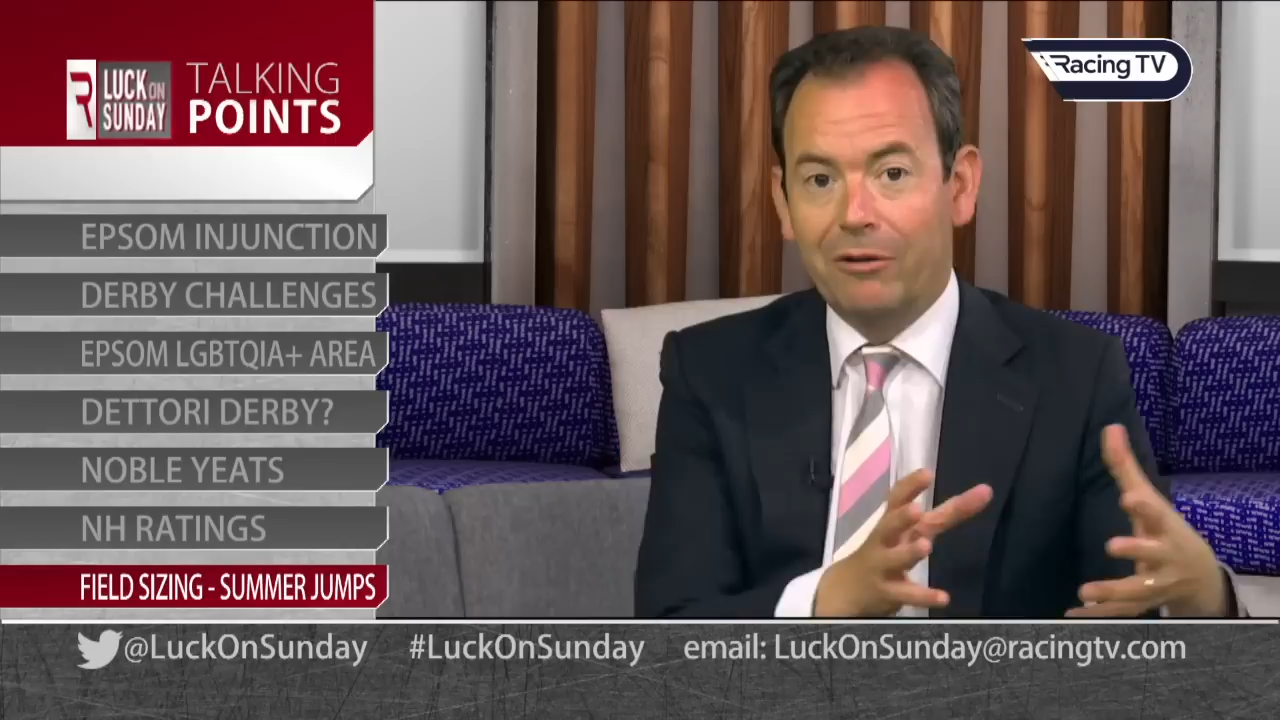 LUCK ON SUNDAY
TALKING
POINTS
Racing TV
EPSOM INJUNCTION
DERBY CHALLENGES
EPSOM LGBTQIA+ AREA
DETTORI DERBY?
NOBLE YEATS
NH RATINGS
FIELD SIZING - SUMMER JUMPS
@LuckOnSunday #LuckOnSunday email: LuckOnSunday@racingtv.com